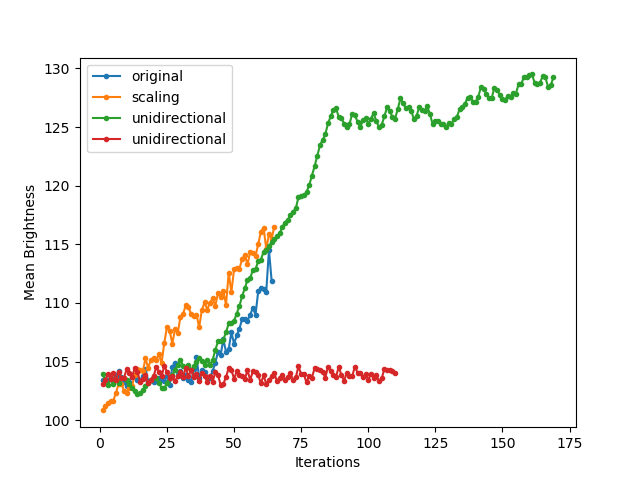 130
125
120
115
110
105
100
Mean Brightness
original
scaling
unidirectional
unidirectional
0 25 50 75 100 125 150 175
Iterations